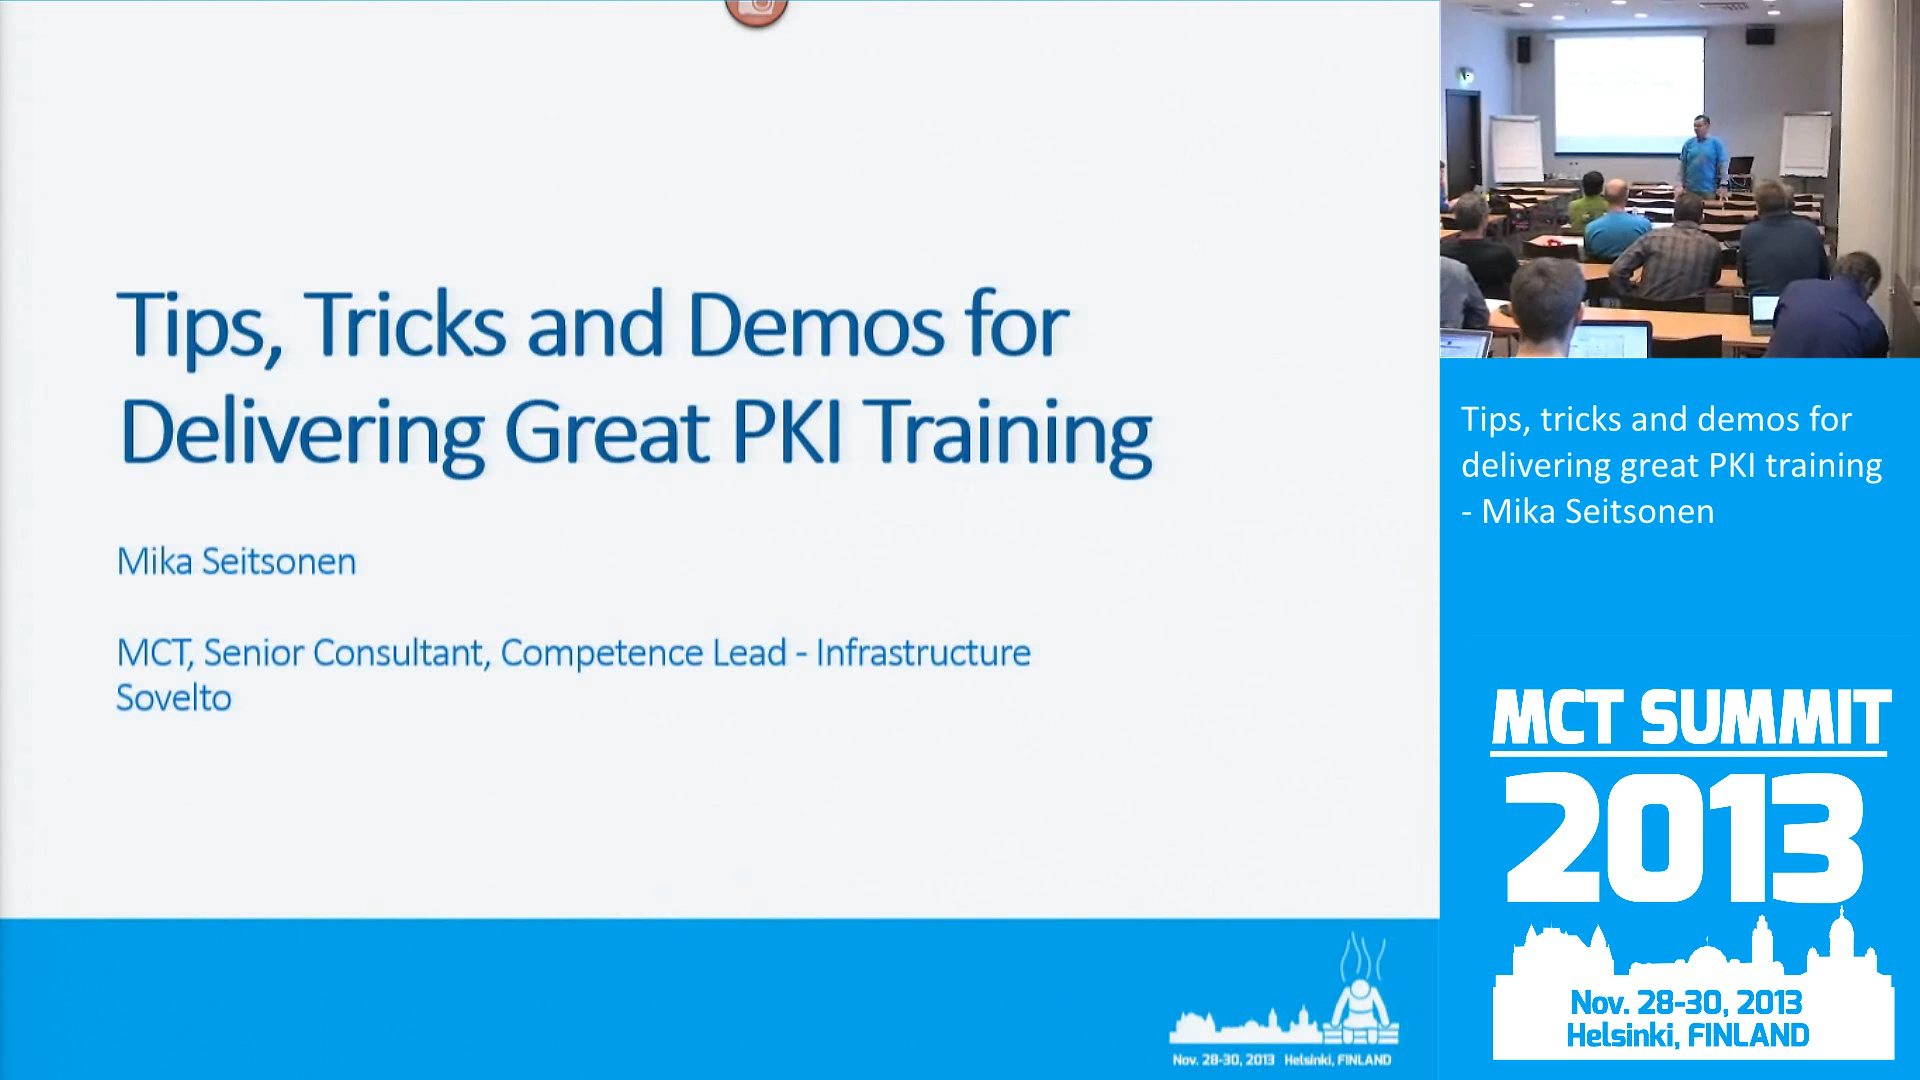 Tips, Tricks and Demos for
Delivering Great PKI Training
Mika Seitsonen
MCT, Senior Consultant, Competence Lead - Infrastructure
Sovelto
Nov. 28-30, 2013 Helsinki, FINLAND
Tips, tricks and demos for
delivering great PKI training
- Mika Seitsonen
MCT SUMMIT
2013
Nov. 28-30, 2013
Helsinki, FINLAND